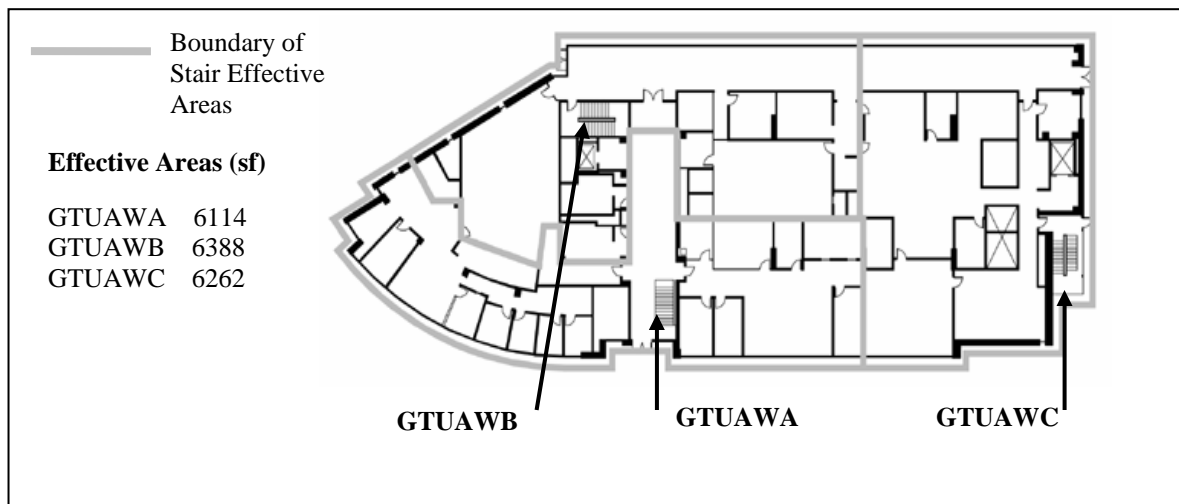 Boundary of
Stair Effective
Areas
Effective Areas (sf)
GTUAWA 6114
GTUAWB 6388
GTUAWC 6262
GTUAWB
GTUAWA
GTUAWC